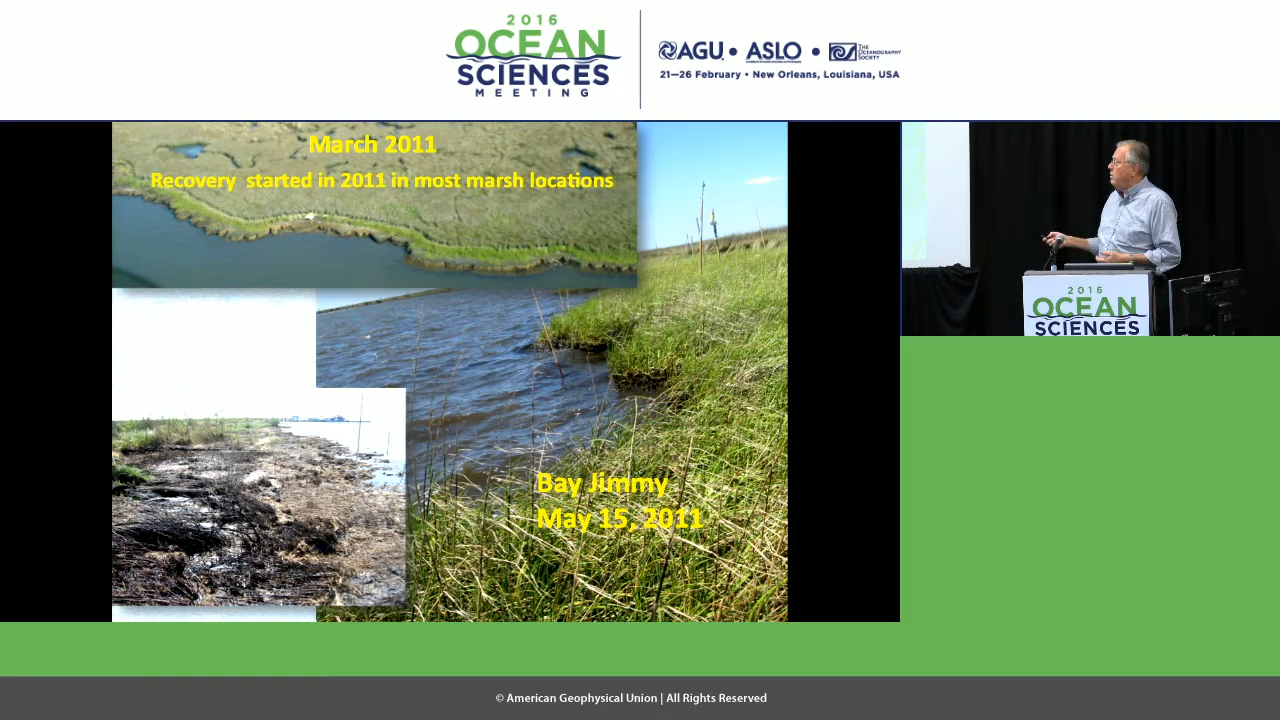 2016
OCEAN
SCIENCES
MEETING
AGU • ASLO • THE OCEANOGRAPHY SOCIETY
21–26 February • New Orleans, Louisiana, USA
March 2011
Recovery started in 2011 in most marsh locations
Bay Jimmy
May 15, 2011
2016
OCEAN
SCIENCES
© American Geophysical Union | All Rights Reserved